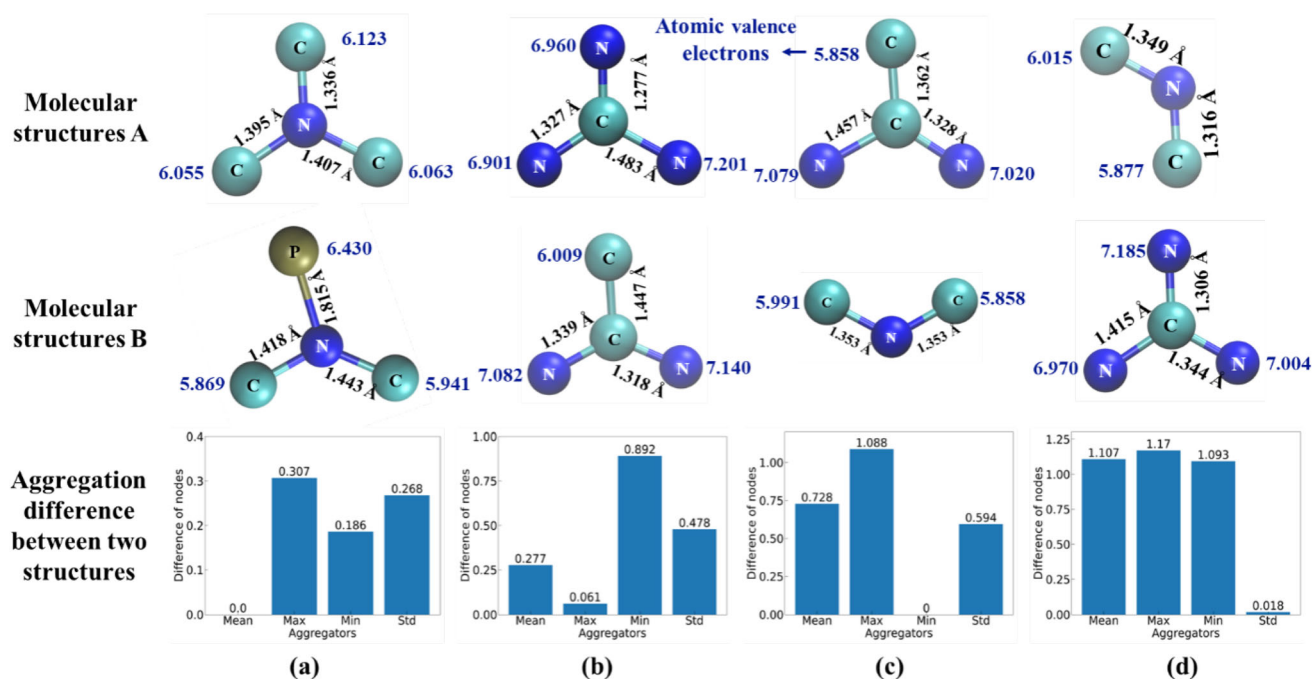 Molecular
structures A
C
6.123
1.336 Å
1.395 Å
N
1.407 Å
6.055
C
C
6.063
6.960
N
1.277 Å
1.327 Å
C
1.483 Å
6.901
N
N
7.201
Atomic valence
electrons
5.858
C
1.362 Å
1.457 Å
C
1.328 Å
7.079
N
N
7.020
6.015
C
1.349 Å
N
1.316 Å
5.877
C
Molecular
structures B
P
6.430
1.815 Å
1.418 Å
N
1.443 Å
5.869
C
C
5.941
6.009
C
1.447 Å
1.339 Å
C
1.318 Å
7.082
N
N
7.140
5.991
C
C
5.858
1.353 Å
N
1.353 Å
7.185
N
1.306 Å
1.415 Å
C
1.344 Å
6.970
N
N
7.004
Aggregation
difference
between two
structures
Difference of nodes
0.4
0.3
0.2
0.1
0.0
0.0
0.307
0.186
0.268
Mean Max Min Std
Aggregators
Difference of nodes
1.00
0.75
0.50
0.25
0.00
0.277
0.061
0.892
0.478
Mean Max Min Std
Aggregators
Difference of nodes
1.00
0.75
0.50
0.25
0.00
0.728
1.088
0
0.594
Mean Max Min Std
Aggregators
Difference of nodes
1.25
1.00
0.75
0.50
0.25
0.00
1.107
1.17
1.093
0.018
Mean Max Min Std
Aggregators
(a) (b) (c) (d)